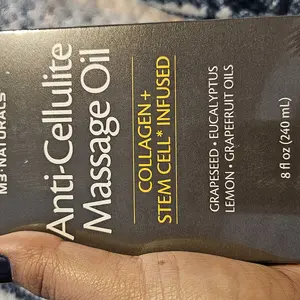 M3·NATURALS
Anti-Cellulite
Massage Oil
COLLAGEN +
STEM CELL* INFUSED
GRAPESEED · EUCALYPTUS
LEMON · GRAPEFRUIT OILS
8 fl oz (240 mL)